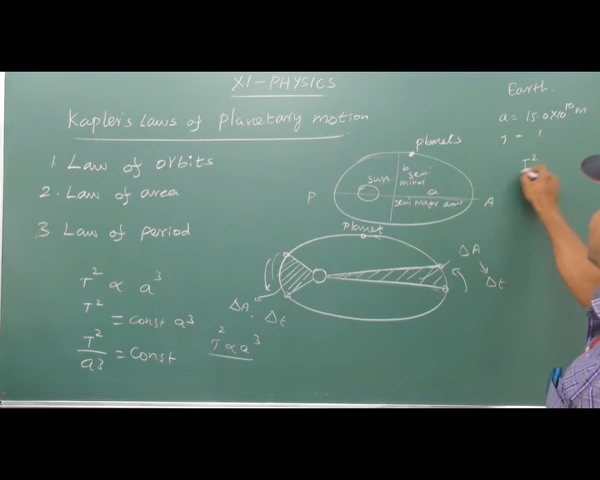 XI-PHYSICS
Kapler's Laws of planetary motion
1 Law of orbits
2. Law of area
3 Law of period
T² ∝ a³
T² = const a³
T²/a³ = Const
T² ∝ a³
planets
sun
b
semi
minor
a
semi major axis
P
A
planet
ΔA
Δt
ΔA
Δt
Earth
a = 15.0×10¹⁰ m
= 1
T²